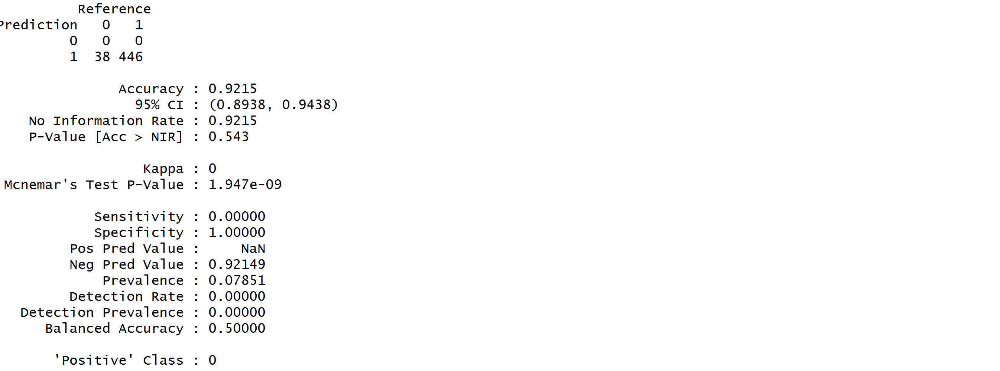 Reference
Prediction   0   1
         0   0   0
         1  38 446

Accuracy : 0.9215
95% CI : (0.8938, 0.9438)
No Information Rate : 0.9215
P-Value [Acc > NIR] : 0.543

Kappa : 0
Mcnemar's Test P-Value : 1.947e-09

Sensitivity : 0.00000
Specificity : 1.00000
Pos Pred Value : NaN
Neg Pred Value : 0.92149
Prevalence : 0.07851
Detection Rate : 0.00000
Detection Prevalence : 0.00000
Balanced Accuracy : 0.50000

'Positive' Class : 0